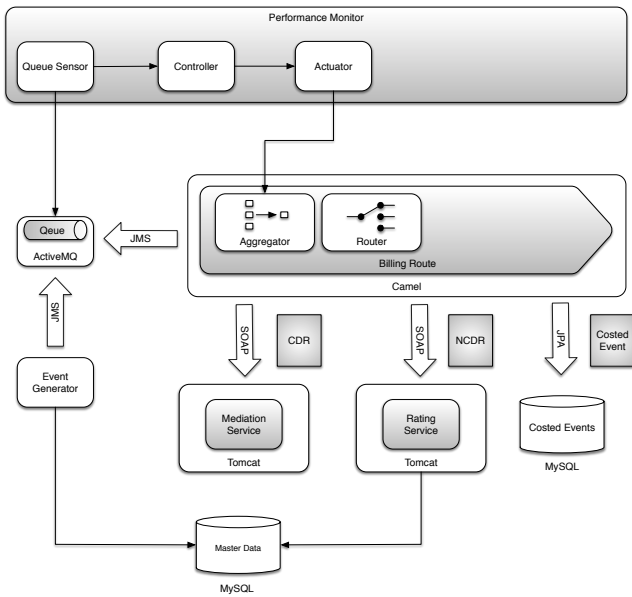 Performance Monitor
Queue Sensor
Controller
Actuator
Qeue
ActiveMQ
JMS
Aggregator
Router
Billing Route
Camel
JMS
SOAP
CDR
SOAP
NCDR
JPA
Costed
Event
Event
Generator
Mediation
Service
Tomcat
Rating
Service
Tomcat
Costed Events
MySQL
Master Data
MySQL